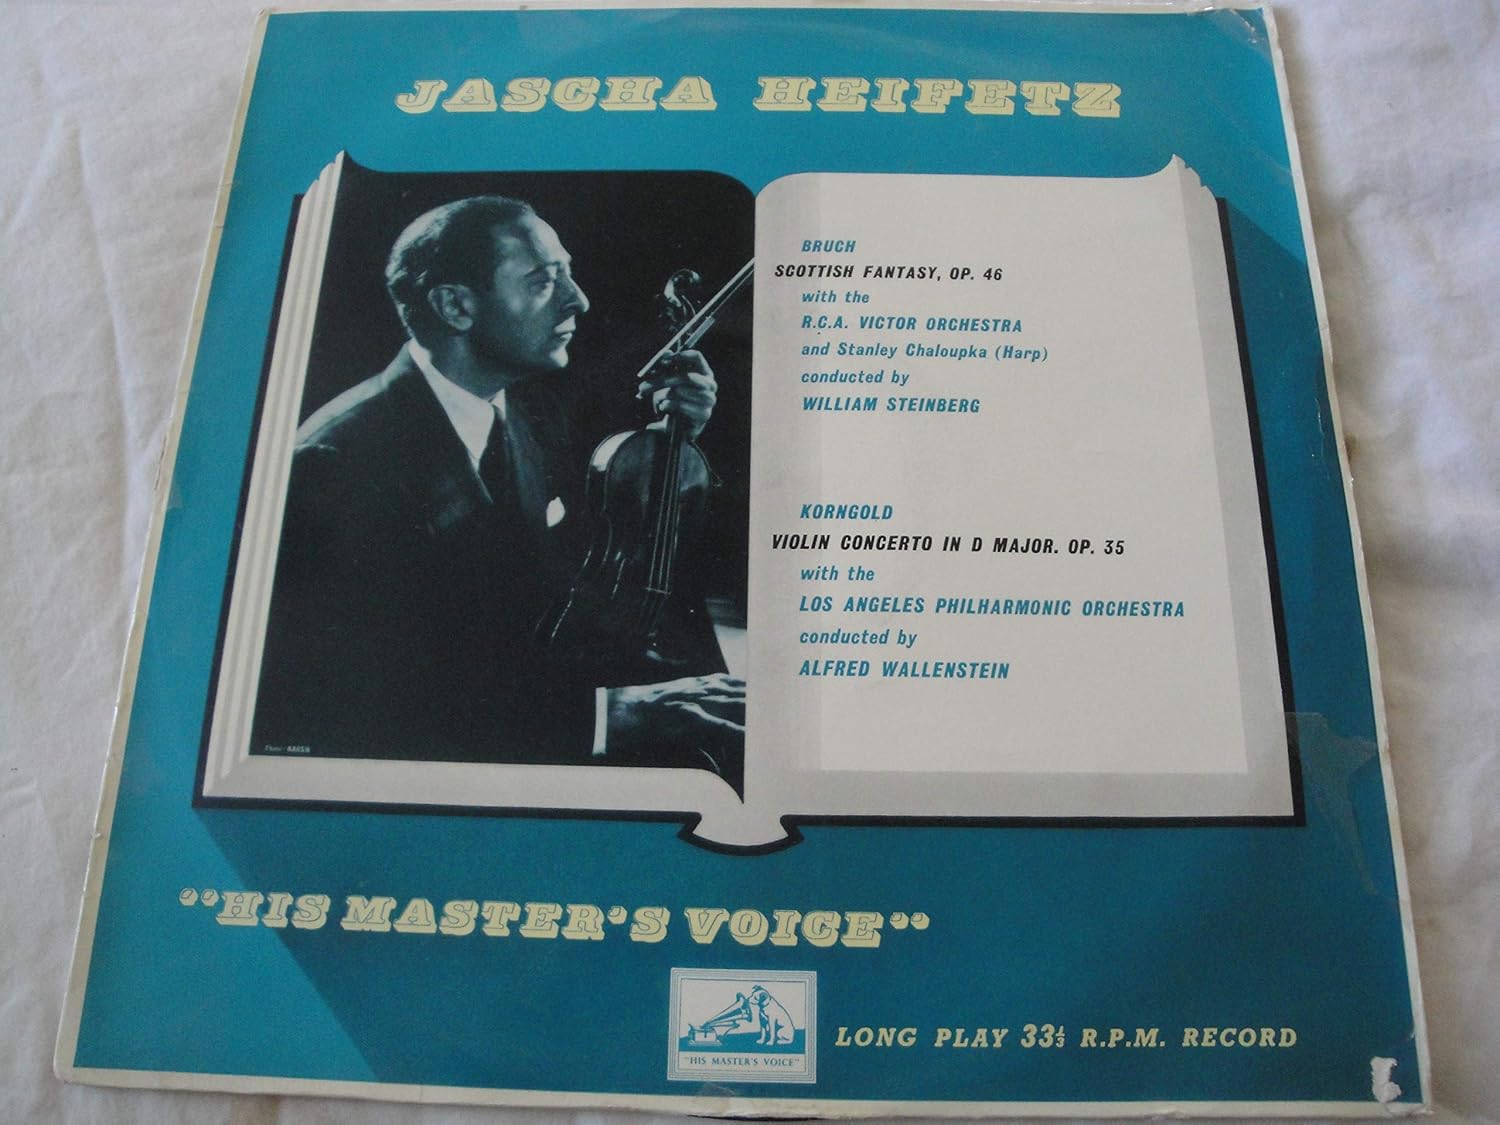 JASCHA HEIFETZ
BRUCH
SCOTTISH FANTASY, OP. 46
with the
R.C.A. VICTOR ORCHESTRA
and Stanley Chaloupka (Harp)
conducted by
WILLIAM STEINBERG
KORNGOLD
VIOLIN CONCERTO IN D MAJOR. OP. 35
with the
LOS ANGELES PHILHARMONIC ORCHESTRA
conducted by
ALFRED WALLENSTEIN
Photo - KARSH
"HIS MASTER'S VOICE"
"HIS MASTER'S VOICE"
LONG PLAY 33⅓ R.P.M. RECORD